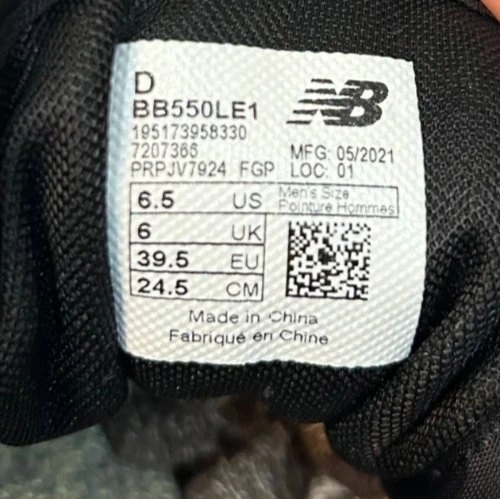 D
BB550LE1
195173958330
7207366
PRPJV7924 FGP
NB
MFG: 05/2021
LOC: 01
6.5 US
Men's Size
Pointure Hommes
6 UK
39.5 EU
24.5 CM
Made in China
Fabriqué en Chine